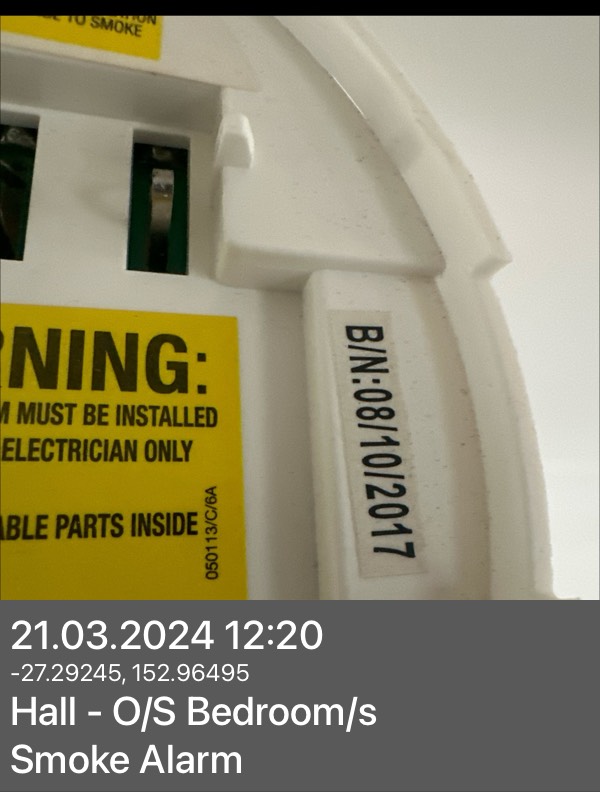 TO SMOKE
NING:
MUST BE INSTALLED
ELECTRICIAN ONLY
PARTS INSIDE
050113/C/6A
B/N:08/10/2017
21.03.2024 12:20
-27.29245, 152.96495
Hall - O/S Bedroom/s
Smoke Alarm